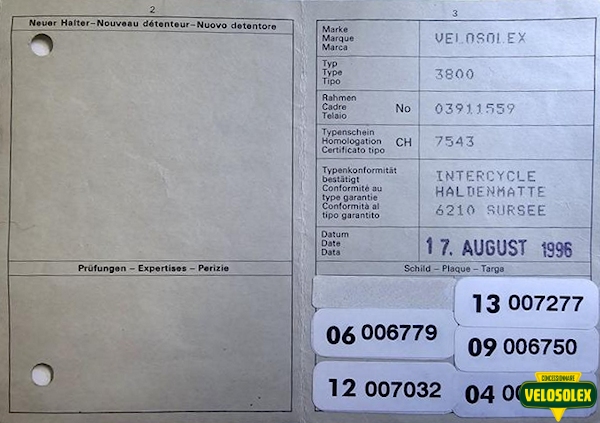 2
Neuer Halter–Nouveau détenteur–Nuovo detentore
Prüfungen – Expertises – Perizie
3
Marke
Marque
Marca
VELOSOLEX
Typ
Type
Tipo
3800
Rahmen
Cadre No
Telaio
03911559
Typenschein
Homologation CH
Certificato tipo
7543
Typenkonformität
bestätigt
Conformité au
type garantie
Conformità al
tipo garantito
INTERCYCLE
HALDENMATTE
6210 SURSEE
Datum
Date
Data
17. AUGUST 1996
Schild – Plaque – Targa
13 007277
06 006779
09 006750
12 007032
04
CONCESSIONNAIRE
VELOSOLEX